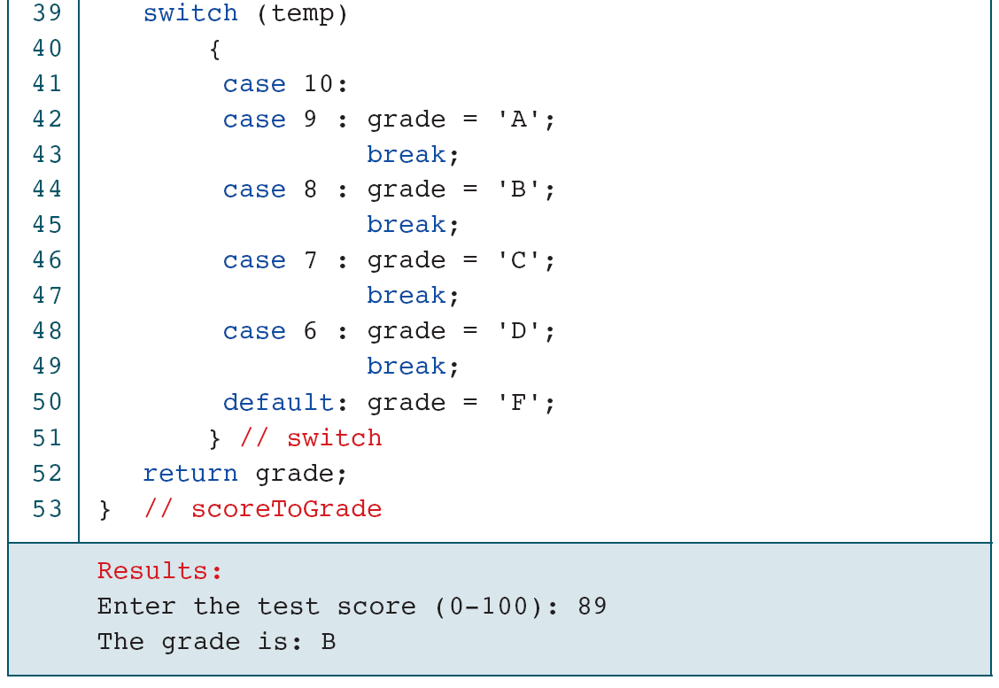 39 switch (temp)
40 {
41 case 10:
42 case 9 : grade = 'A';
43 break;
44 case 8 : grade = 'B';
45 break;
46 case 7 : grade = 'C';
47 break;
48 case 6 : grade = 'D';
49 break;
50 default: grade = 'F';
51 } // switch
52 return grade;
53 } // scoreToGrade
Results:
Enter the test score (0-100): 89
The grade is: B